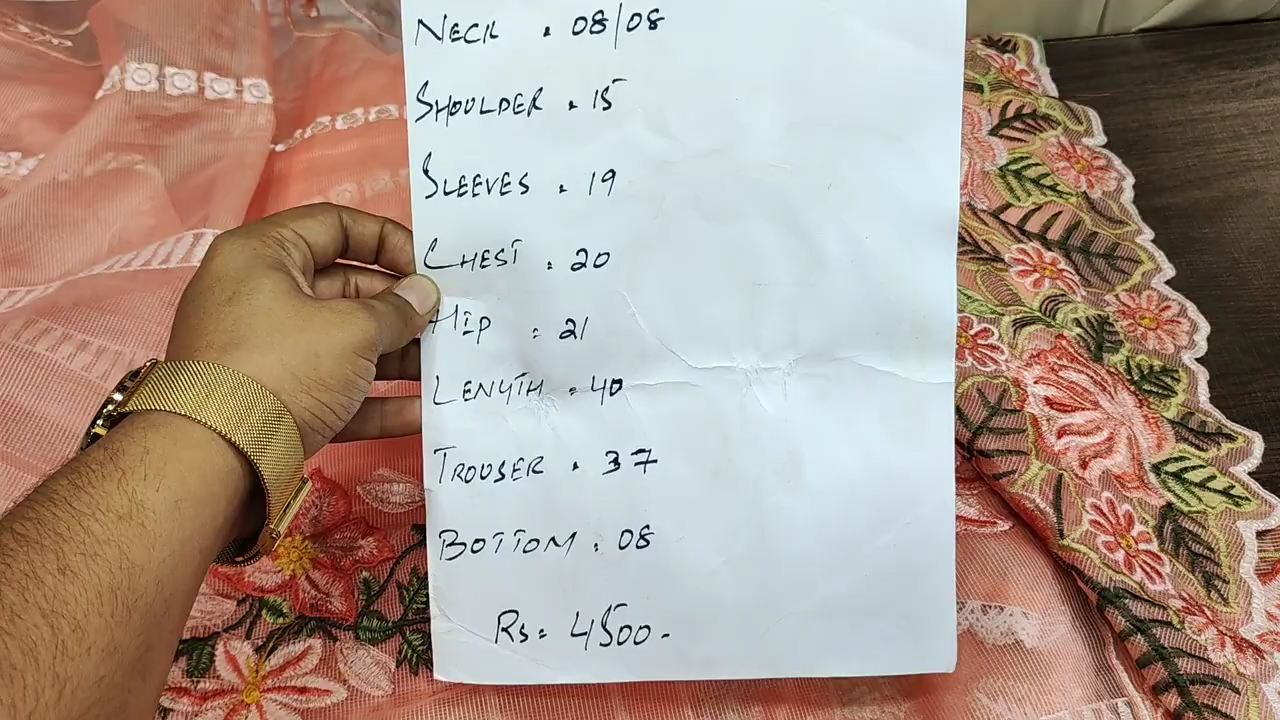 NECK . 08/08
SHOULDER . 15
SLEEVES . 19
CHEST : 20
HIP : 21
LENGTH . 40
TROUSER . 37
BOTTOM . 08
Rs = 4500.